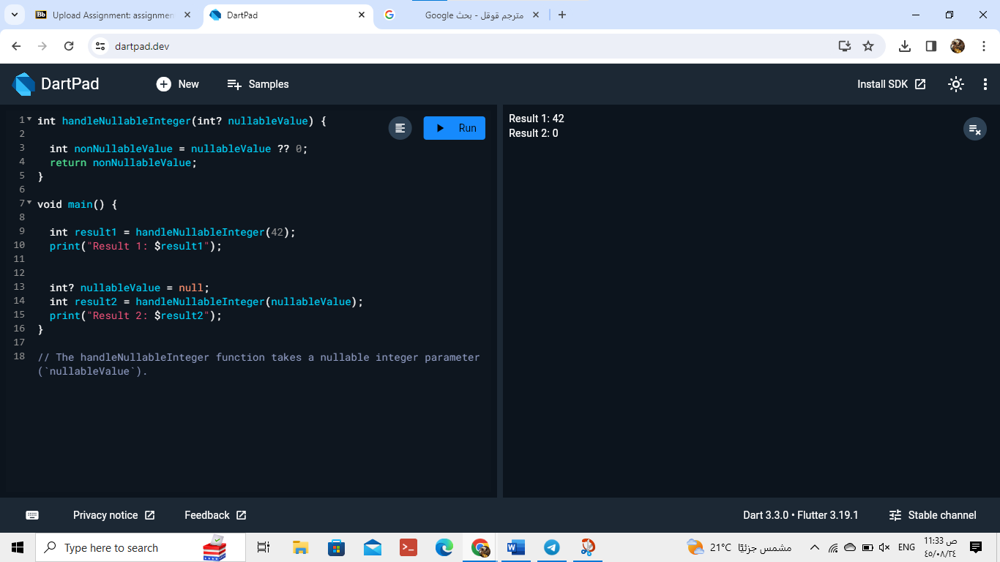 Upload Assignment: assignmen
DartPad
مترجم قوقل - بحث Google
dartpad.dev
DartPad
New
Samples
Install SDK
1 int handleNullableInteger(int? nullableValue) {
2
3 int nonNullableValue = nullableValue ?? 0;
4 return nonNullableValue;
5 }
6
7 void main() {
8
9 int result1 = handleNullableInteger(42);
10 print("Result 1: $result1");
11
12
13 int? nullableValue = null;
14 int result2 = handleNullableInteger(nullableValue);
15 print("Result 2: $result2");
16 }
17
18 // The handleNullableInteger function takes a nullable integer parameter
(`nullableValue`).
Run
Result 1: 42
Result 2: 0
Privacy notice
Feedback
Dart 3.3.0 • Flutter 3.19.1
Stable channel
Type here to search
21°C مشمس جزئيًا
ENG
11:33 ص
٤٥/٠٨/٢٤